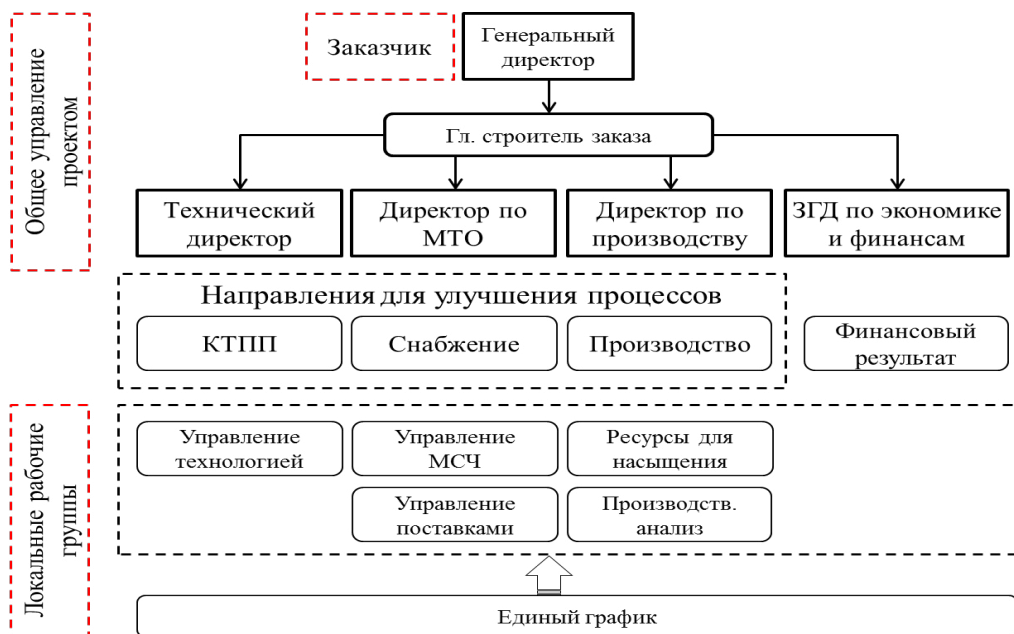 Общее управление
проектом
Заказчик
Генеральный
директор
Гл. строитель заказа
Технический
директор
Директор по
МТО
Директор по
производству
ЗГД по экономике
и финансам
Направления для улучшения процессов
КТПП
Снабжение
Производство
Финансовый
результат
Локальные рабочие
группы
Управление
технологией
Управление
МСЧ
Ресурсы для
насыщения
Управление
поставками
Производств.
анализ
Единый график